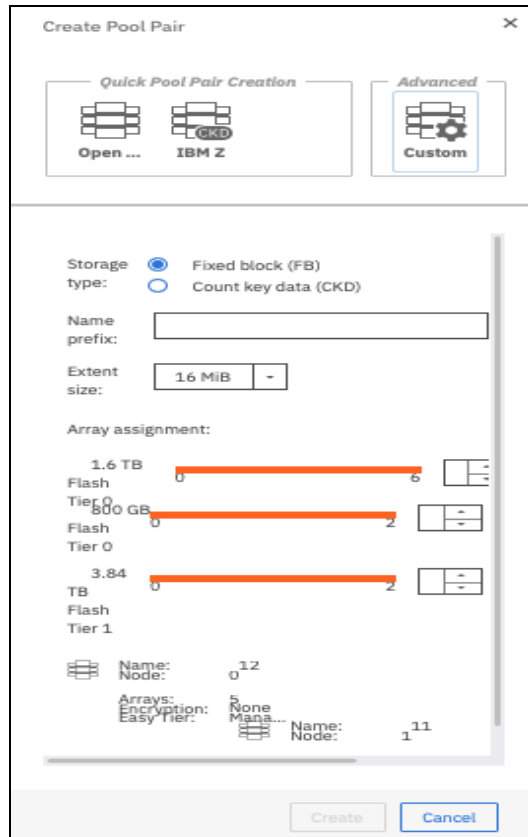 Create Pool Pair ×
Quick Pool Pair Creation
Advanced
Open ...
CKD
IBM Z
Custom
Storage type:
Fixed block (FB)
Count key data (CKD)
Name
prefix:
Extent
size:
16 MiB
Array assignment:
1.6 TB
Flash
Tier 0
0 6
800 GB
Flash
Tier 0
0 2
3.84
TB
Flash
Tier 1
0 2
Name: 12
Node: 0
Arrays: 5
Encryption: None
Easy Tier: Mana...
Name: 11
Node: 1
Create
Cancel